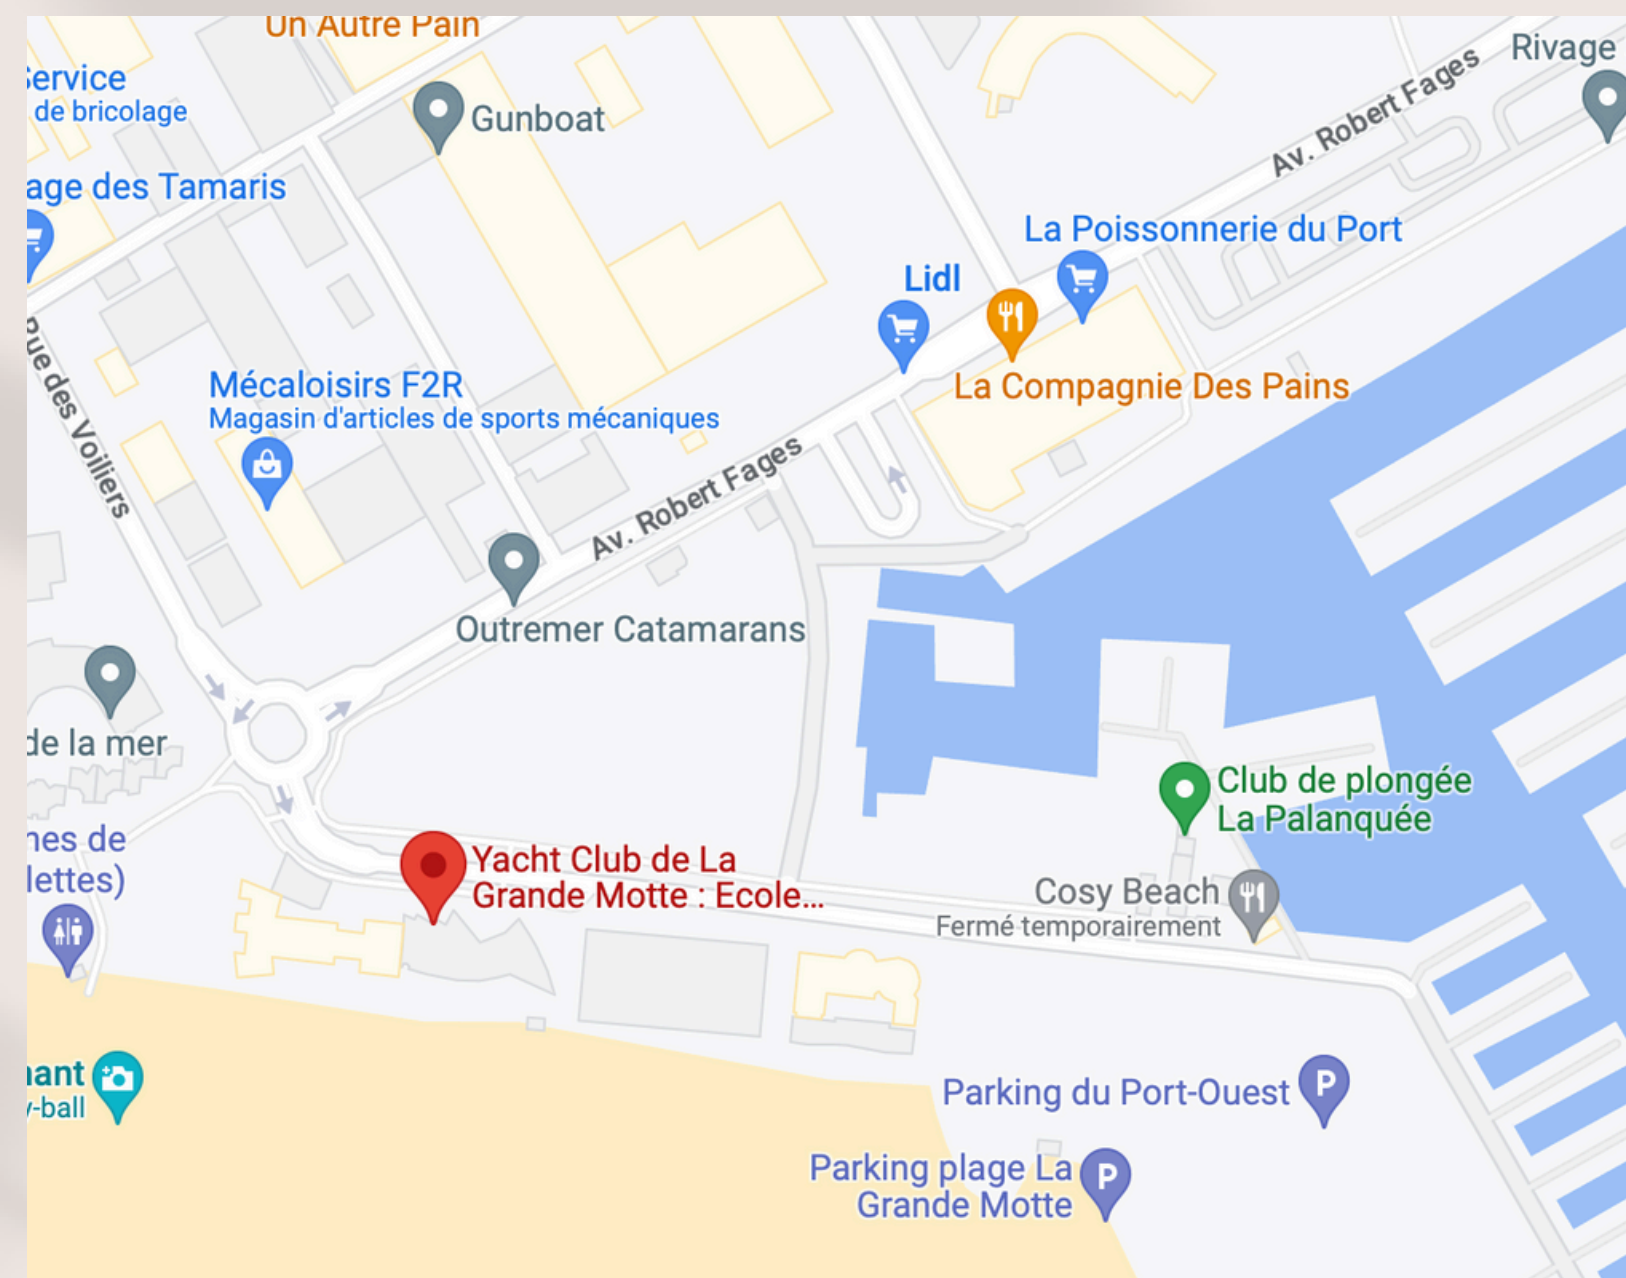 Un Autre Pain
Rivage
Service
de bricolage
Gunboat
Av. Robert Fages
age des Tamaris
La Poissonnerie du Port
Lidl
Rue des Voiliers
Mécaloisirs F2R
Magasin d'articles de sports mécaniques
La Compagnie Des Pains
Av. Robert Fages
Outremer Catamarans
de la mer
Club de plongée
La Palanquée
nes de
lettes)
Yacht Club de La
Grande Motte : Ecole...
Cosy Beach
Fermé temporairement
nant
y-ball
Parking du Port-Ouest
P
Parking plage La
Grande Motte
P